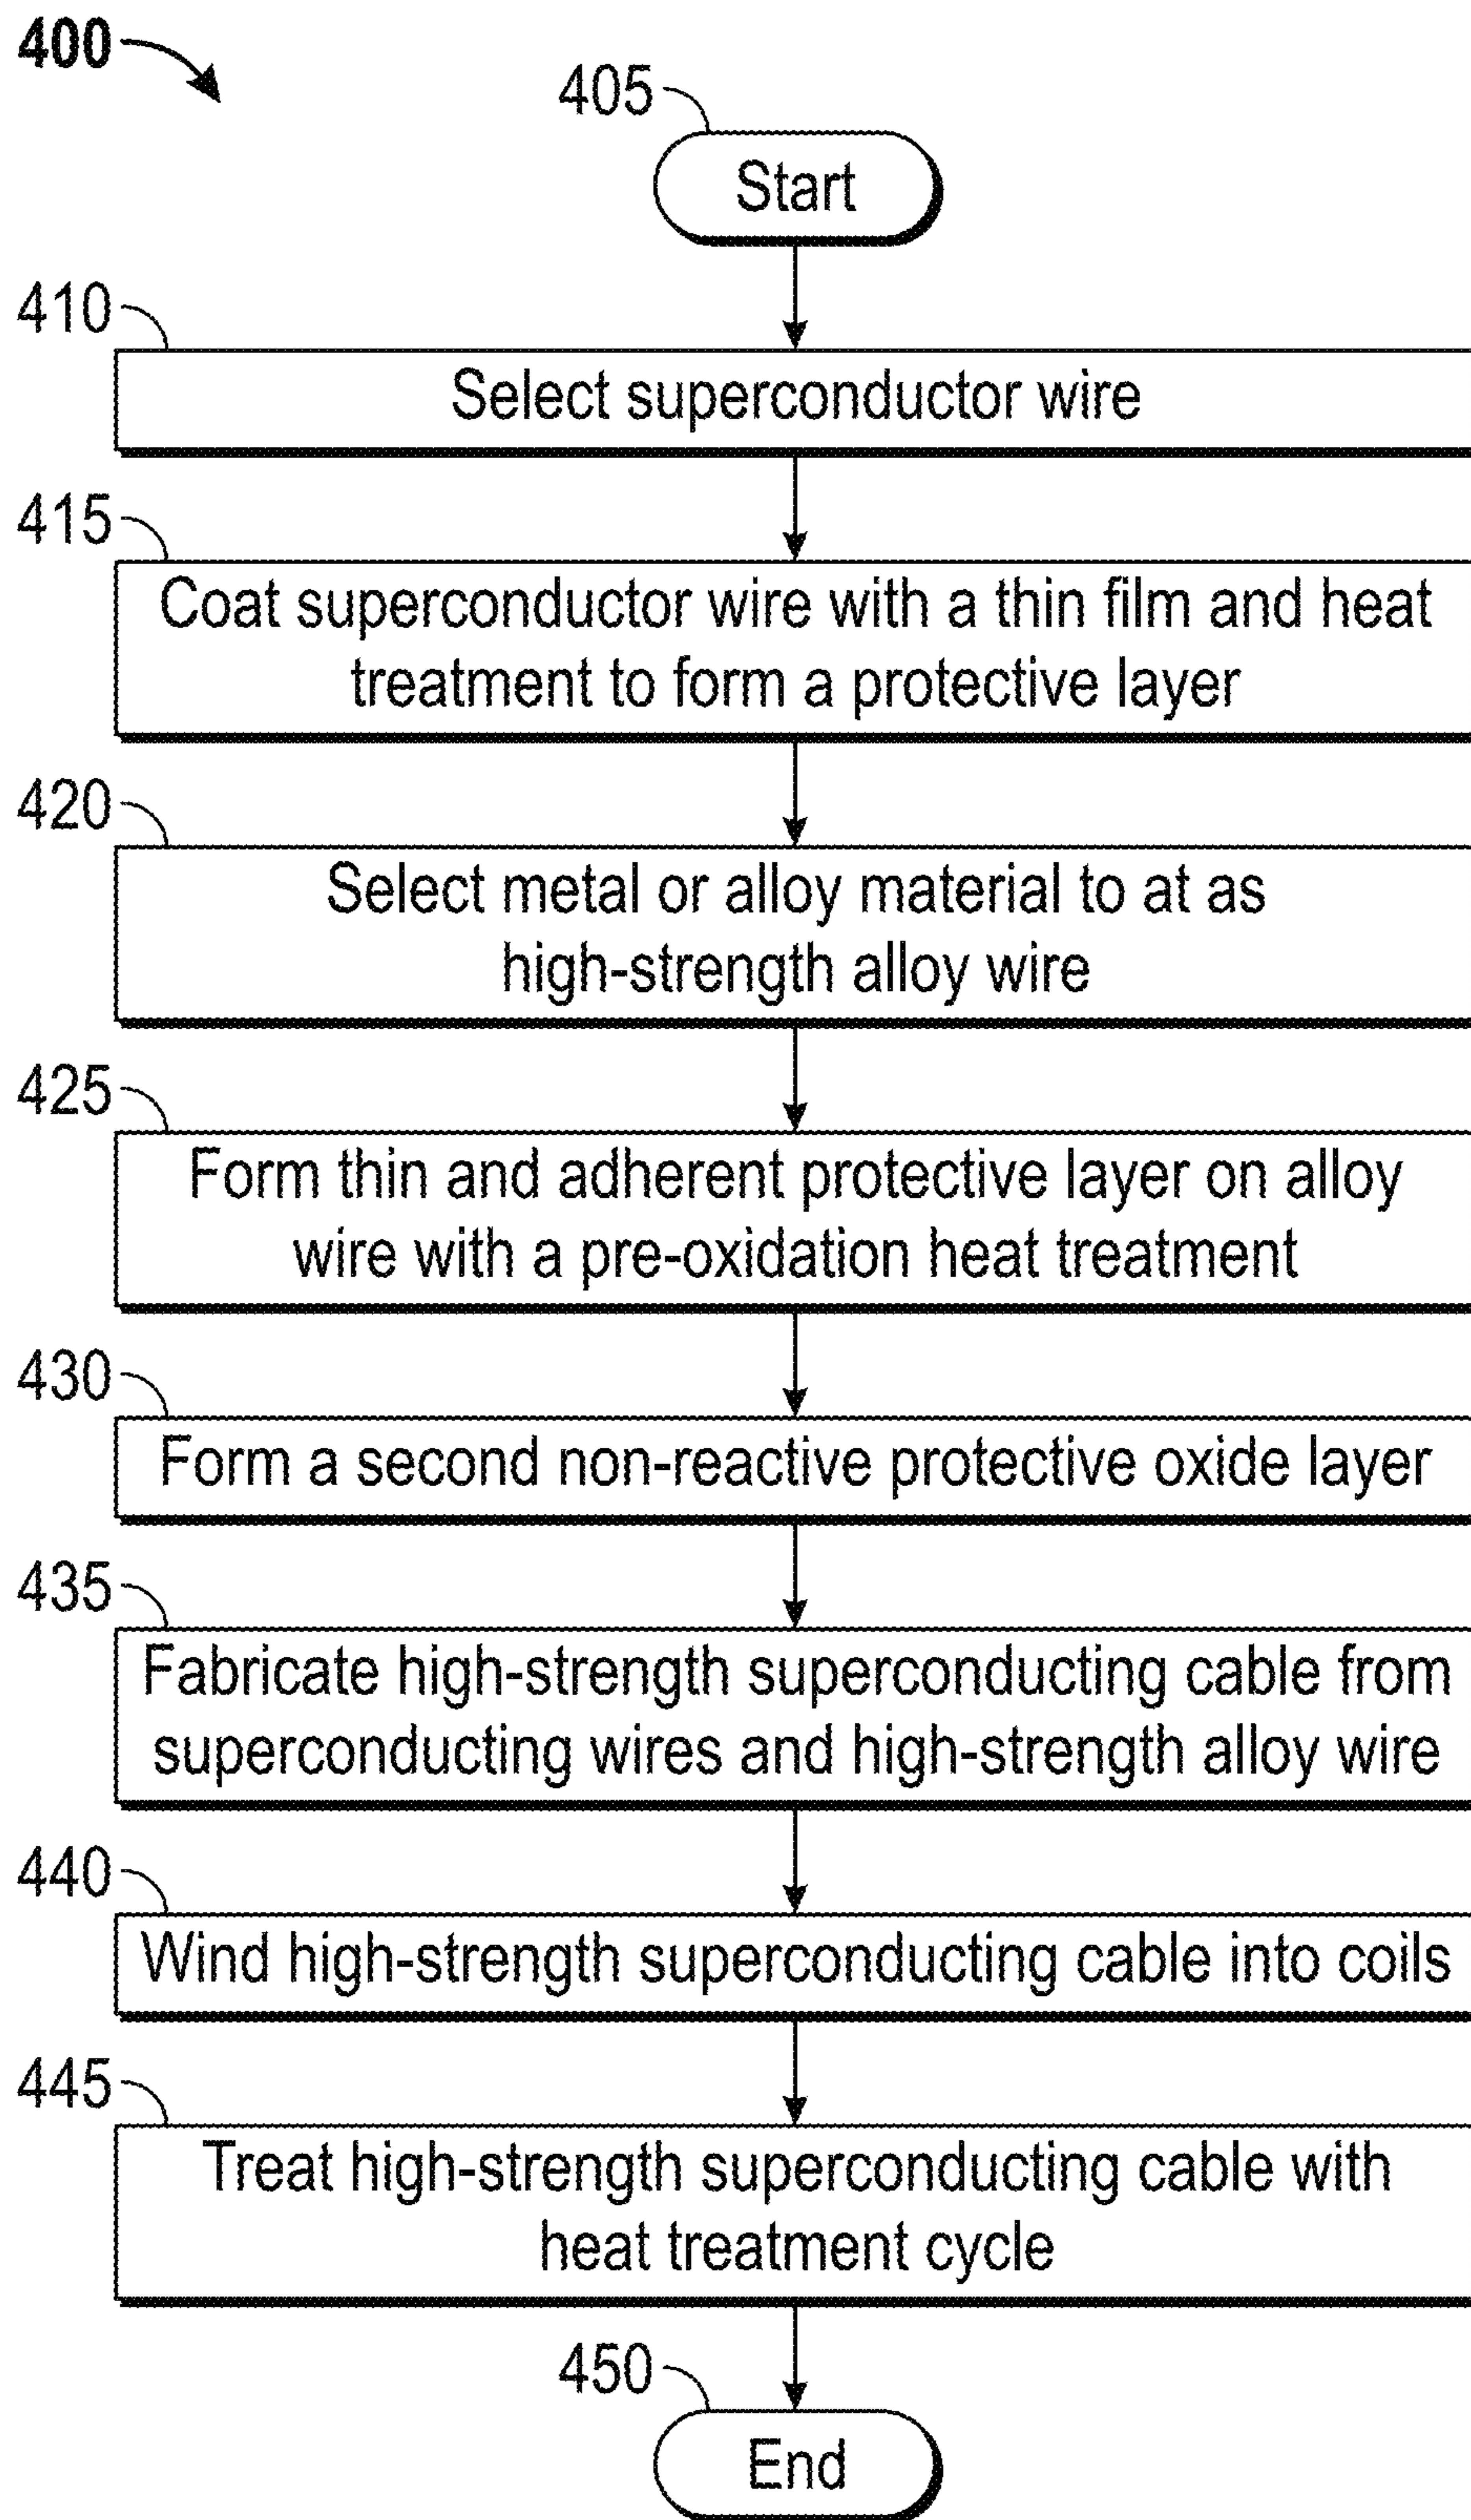 400
405
Start
410
Select superconductor wire
415
Coat superconductor wire with a thin film and heat
treatment to form a protective layer
420
Select metal or alloy material to at as
high-strength alloy wire
425
Form thin and adherent protective layer on alloy
wire with a pre-oxidation heat treatment
430
Form a second non-reactive protective oxide layer
435
Fabricate high-strength superconducting cable from
superconducting wires and high-strength alloy wire
440
Wind high-strength superconducting cable into coils
445
Treat high-strength superconducting cable with
heat treatment cycle
450
End